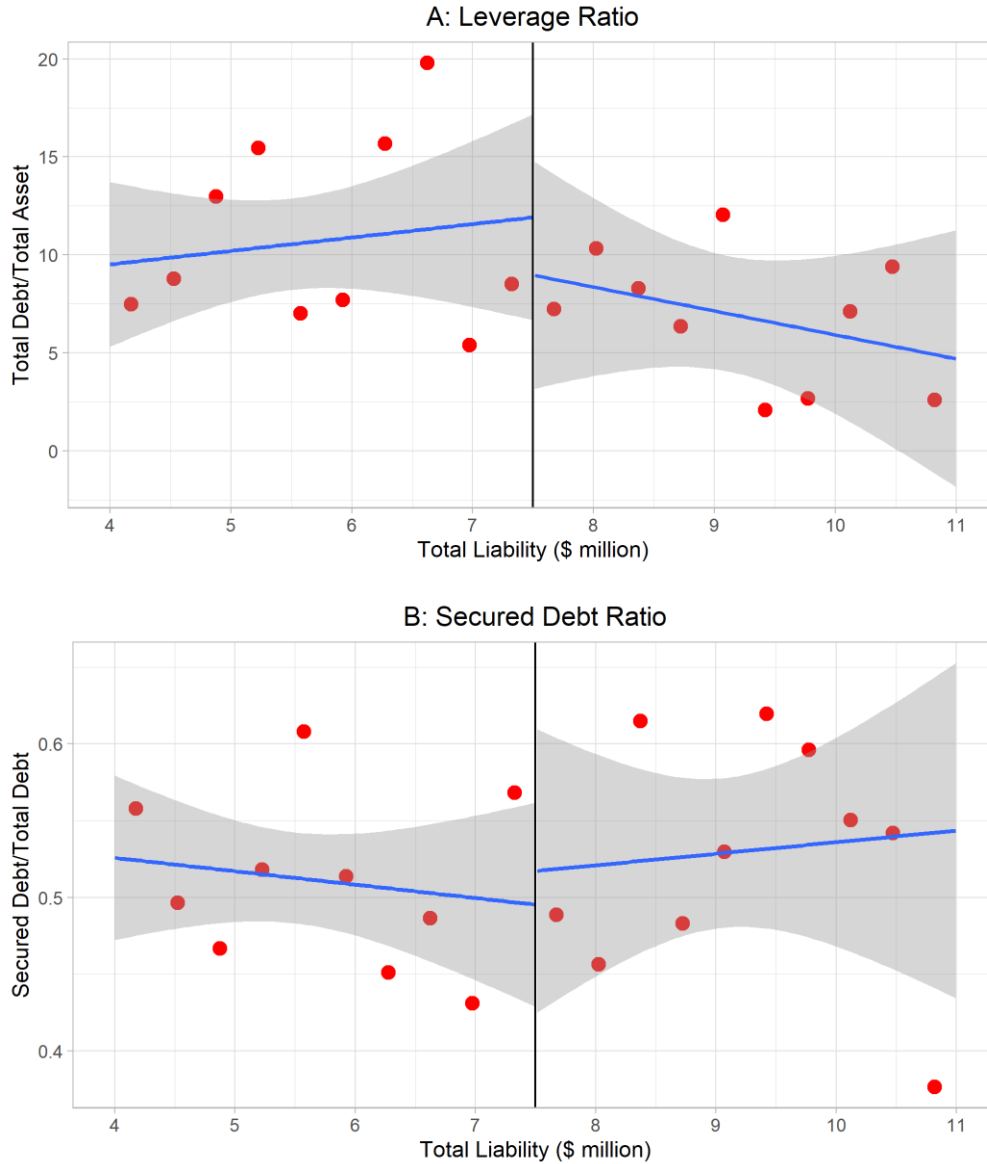 A: Leverage Ratio
20
15
10
5
0
Total Debt/Total Asset
4 5 6 7 8 9 10 11
Total Liability ($ million)
B: Secured Debt Ratio
0.6
0.5
0.4
Secured Debt/Total Debt
4 5 6 7 8 9 10 11
Total Liability ($ million)